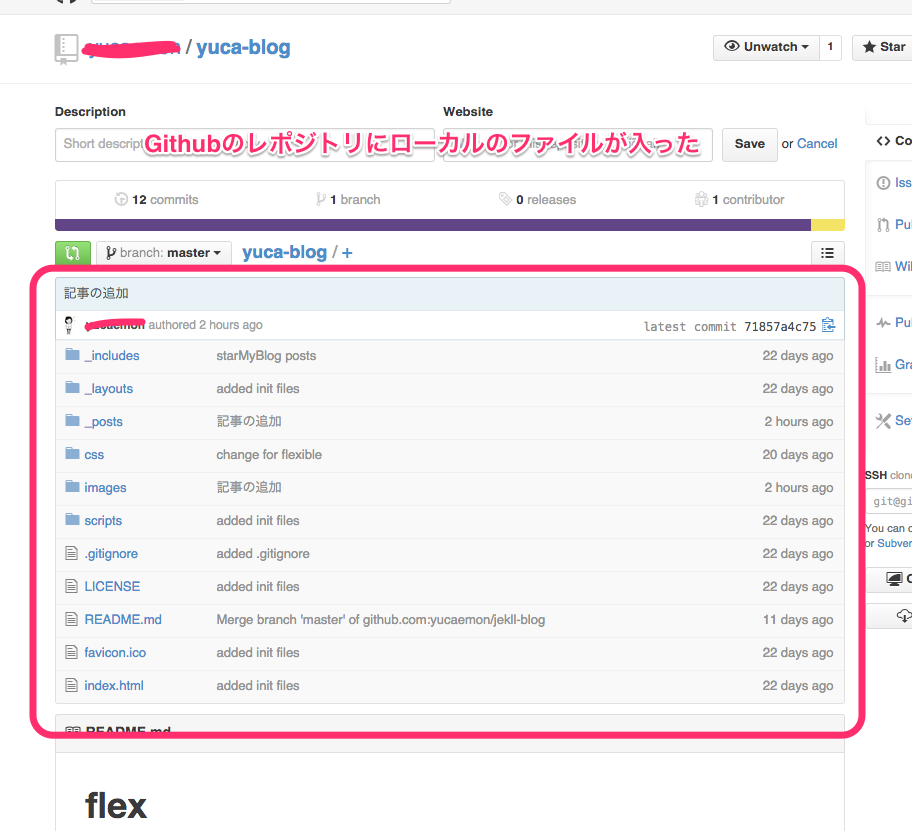 / yuca-blog
Unwatch 1 Star
Description Website
Short descript
Githubのレポジトリにローカルのファイルが入った
Save or Cancel
12 commits 1 branch 0 releases 1 contributor
branch: master yuca-blog / +
記事の追加
authored 2 hours ago latest commit 71857a4c75
_includes starMyBlog posts 22 days ago
_layouts added init files 22 days ago
_posts 記事の追加 2 hours ago
css change for flexible 20 days ago
images 記事の追加 2 hours ago
scripts added init files 22 days ago
.gitignore added .gitignore 22 days ago
LICENSE added init files 22 days ago
README.md Merge branch 'master' of github.com:yucaemon/jekll-blog 11 days ago
favicon.ico added init files 22 days ago
index.html added init files 22 days ago
README.md
flex
Co
Iss
Pu
Wi
Pu
Gra
Se
SSH clon
git@gi
You can c
or Subver